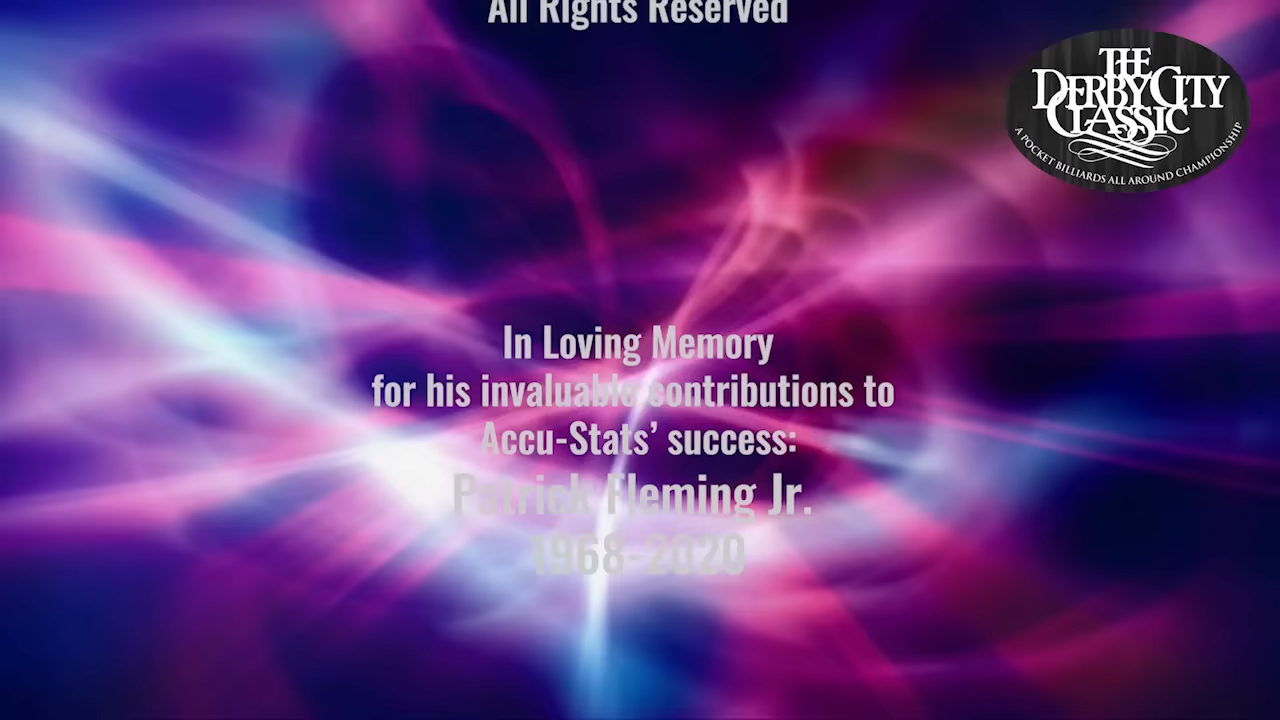 All Rights Reserved
THE
DERBY CITY
CLASSIC
A POCKET BILLIARDS ALL AROUND CHAMPIONSHIP
In Loving Memory
for his invaluable contributions to
Accu-Stats’ success:
Patrick Fleming Jr.
1968-2020